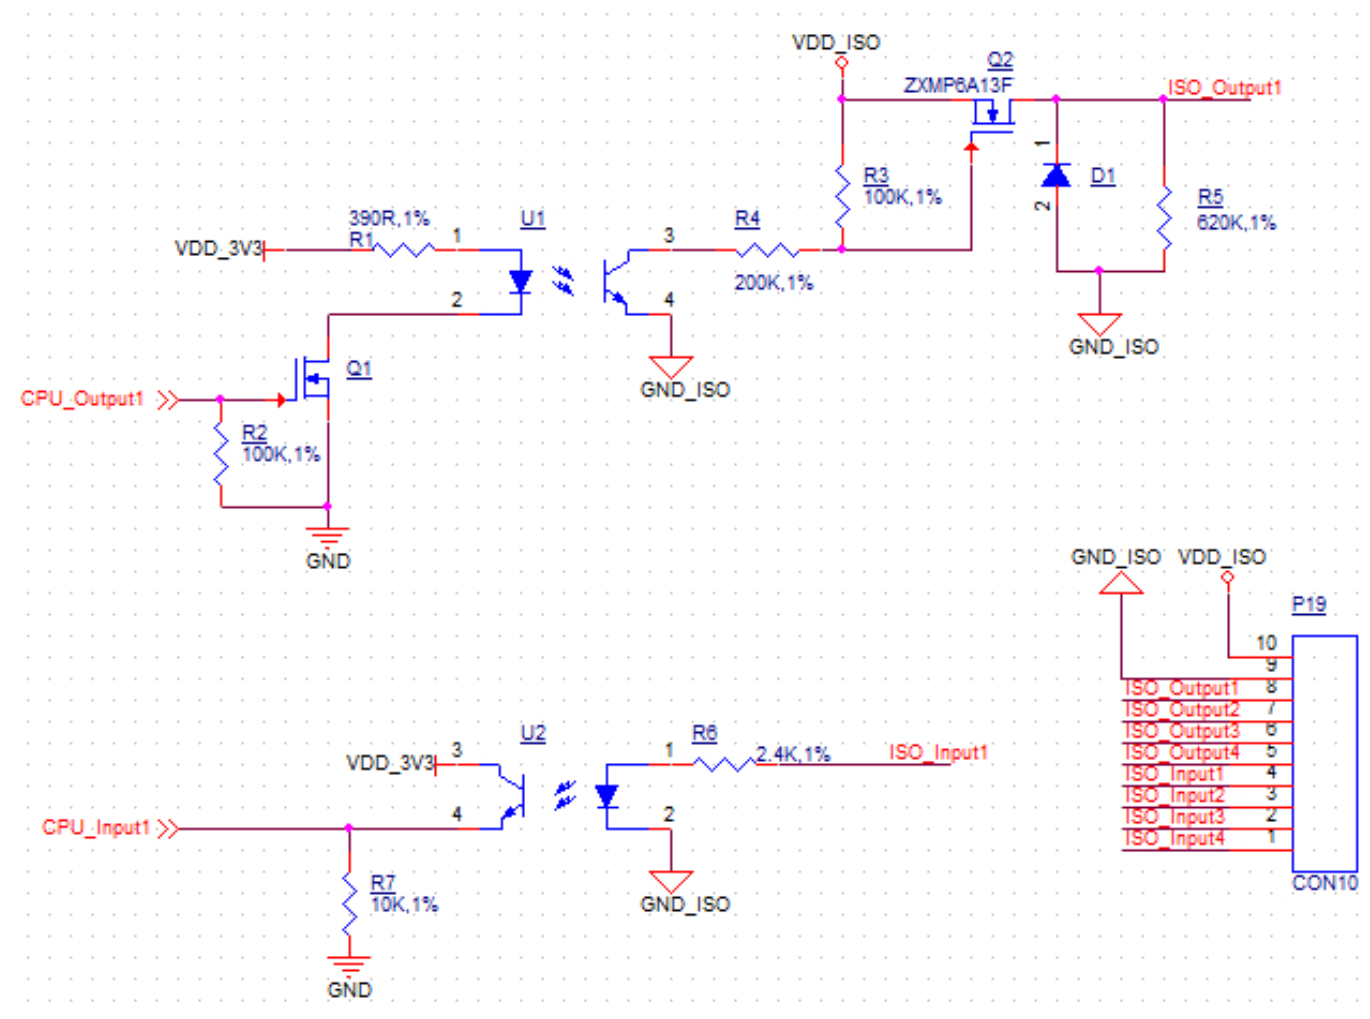 VDD_ISO
Q2
ZXMP6A13F
ISO_Output1
1
D1
2
R3
100K,1%
R5
620K,1%
390R,1%
R1
VDD_3V3
1
U1
3
R4
200K,1%
2
4
GND_ISO
GND_ISO
Q1
CPU_Output1
R2
100K,1%
GND
GND_ISO
VDD_ISO
P19
10
9
ISO_Output1 8
ISO_Output2 7
ISO_Output3 6
ISO_Output4 5
ISO_Input1 4
ISO_Input2 3
ISO_Input3 2
ISO_Input4 1
CON10
U2
VDD_3V3
3
1
R6
2.4K,1%
ISO_Input1
CPU_Input1
4
2
R7
10K,1%
GND_ISO
GND